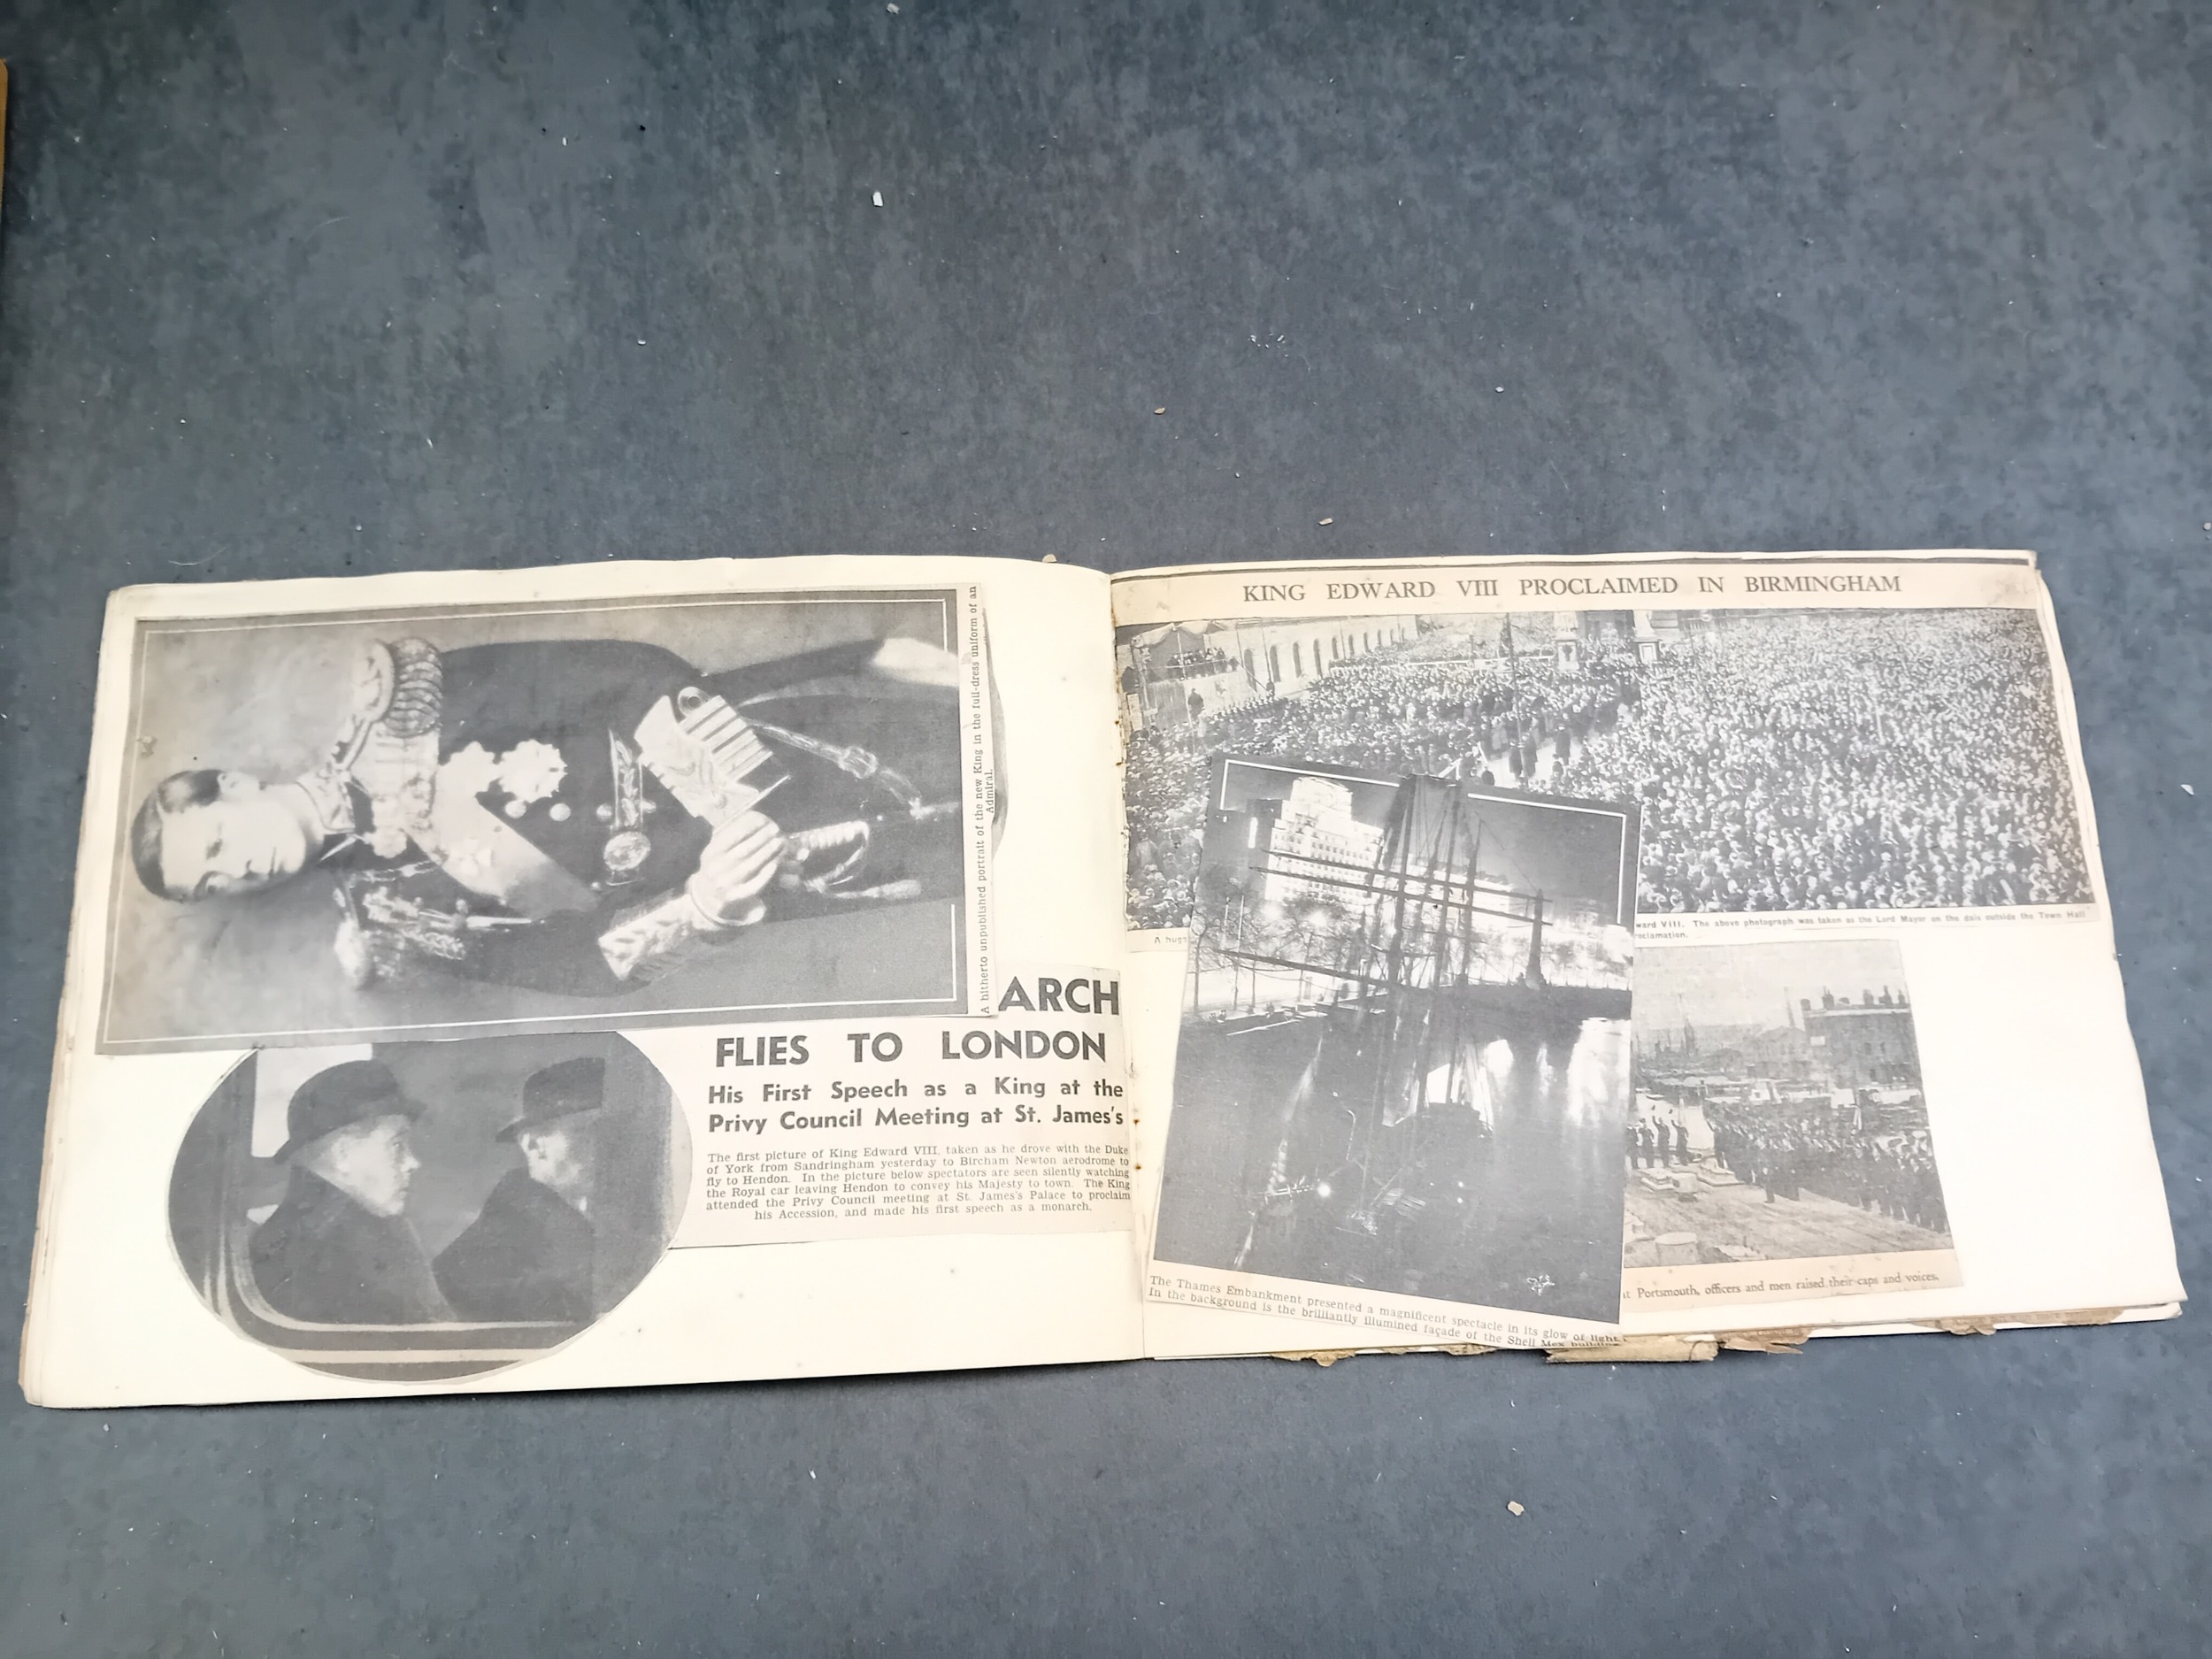 A hitherto unpublished portrait of the new King in the full-dress uniform of an
Admiral.
ARCH
FLIES TO LONDON
His First Speech as a King at the
Privy Council Meeting at St. James's
The first picture of King Edward VIII, taken as he drove with the Duke
of York from Sandringham yesterday to Bircham Newton aerodrome to
fly to Hendon. In the picture below spectators are seen silently watching
the Royal car leaving Hendon to convey his Majesty to town. The King
attended the Privy Council meeting at St. James's Palace to proclaim
his Accession, and made his first speech as a monarch.
KING EDWARD VIII PROCLAIMED IN BIRMINGHAM
A huge
ward VIII. The above photograph was taken as the Lord Mayor on the dais outside the Town Hall
roclamation.
The Thames Embankment presented a magnificent spectacle in its glow of light.
In the background is the brilliantly illumined façade of the Shell Mex building.
at Portsmouth, officers and men raised their caps and voices.